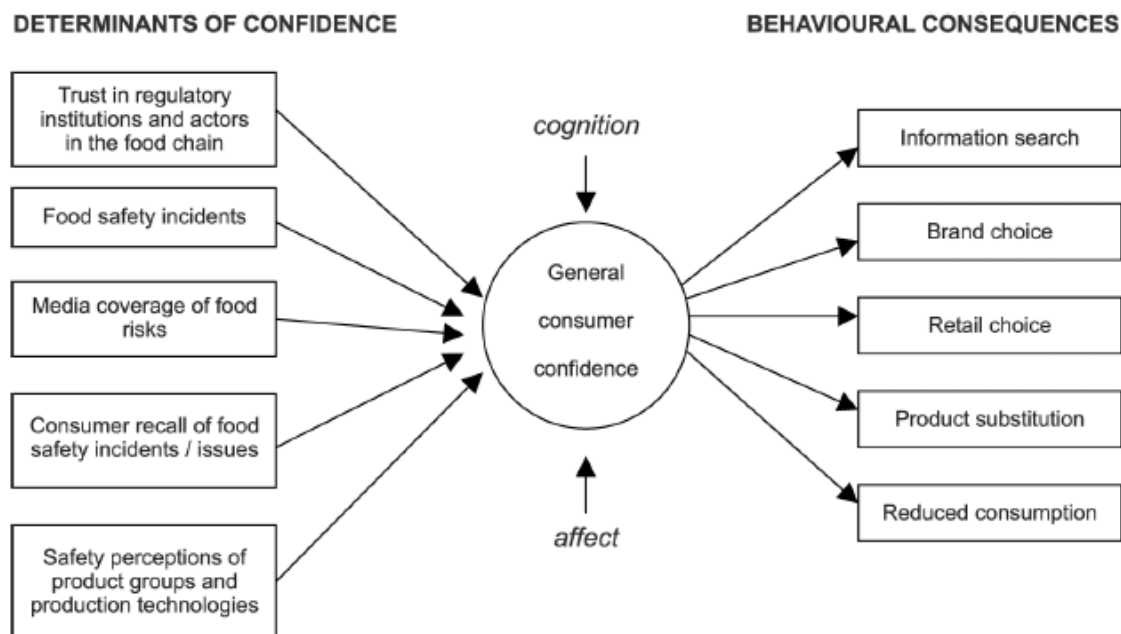 DETERMINANTS OF CONFIDENCE
BEHAVIOURAL CONSEQUENCES
Trust in regulatory
institutions and actors
in the food chain
Food safety incidents
Media coverage of food
risks
Consumer recall of food
safety incidents / issues
Safety perceptions of
product groups and
production technologies
cognition
General
consumer
confidence
affect
Information search
Brand choice
Retail choice
Product substitution
Reduced consumption